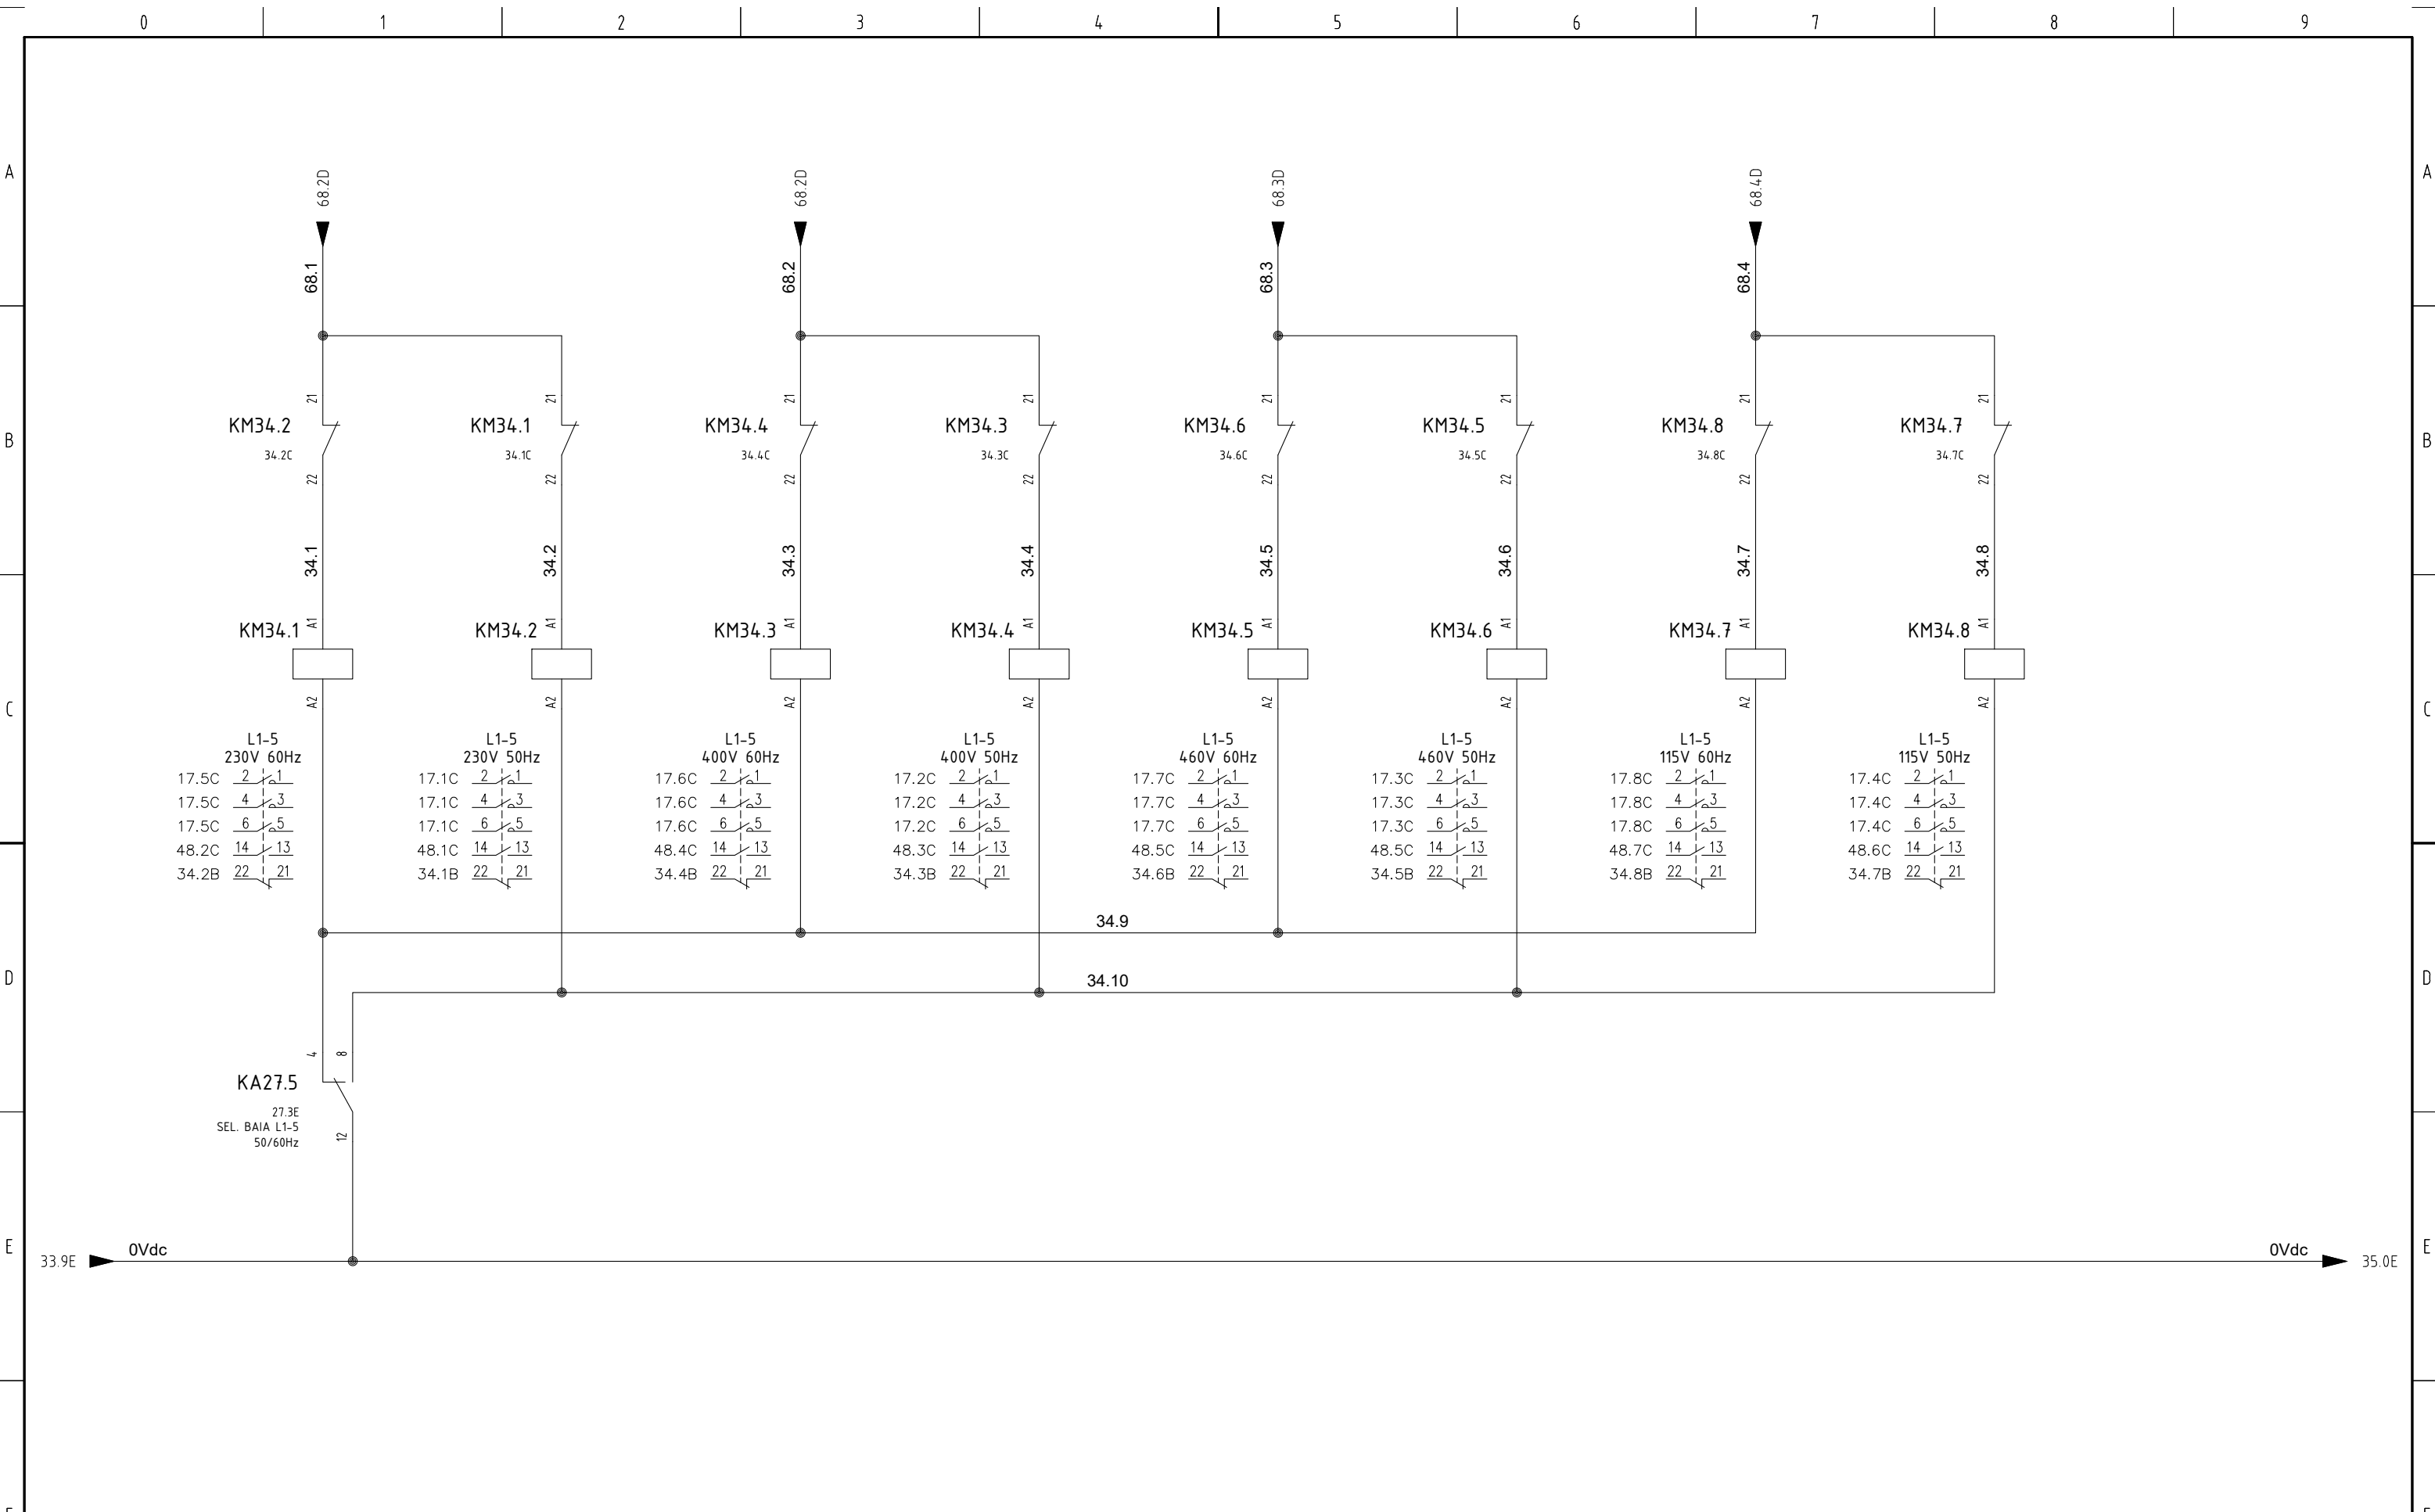 0 1 2 3 4 5 6 7 8 9
A A
68.2D 68.2D 68.3D 68.4D
68.1 68.2 68.3 68.4
21 21 21 21 21 21 21 21
KM34.2 KM34.1 KM34.4 KM34.3 KM34.6 KM34.5 KM34.8 KM34.7
B B
34.2C 34.1C 34.4C 34.3C 34.6C 34.5C 34.8C 34.7C
22 22 22 22 22 22 22 22
34.1 34.2 34.3 34.4 34.5 34.6 34.7 34.8
A1 A1 A1 A1 A1 A1 A1 A1
KM34.1 KM34.2 KM34.3 KM34.4 KM34.5 KM34.6 KM34.7 KM34.8
A2 A2 A2 A2 A2 A2 A2 A2
C C
L1-5 L1-5 L1-5 L1-5 L1-5 L1-5 L1-5 L1-5
230V 60Hz 230V 50Hz 400V 60Hz 400V 50Hz 460V 60Hz 460V 50Hz 115V 60Hz 115V 50Hz
17.5C 2 1 17.1C 2 1 17.6C 2 1 17.2C 2 1 17.7C 2 1 17.3C 2 1 17.8C 2 1 17.4C 2 1
17.5C 4 3 17.1C 4 3 17.6C 4 3 17.2C 4 3 17.7C 4 3 17.3C 4 3 17.8C 4 3 17.4C 4 3
17.5C 6 5 17.1C 6 5 17.6C 6 5 17.2C 6 5 17.7C 6 5 17.3C 6 5 17.8C 6 5 17.4C 6 5
48.2C 14 13 48.1C 14 13 48.4C 14 13 48.3C 14 13 48.5C 14 13 48.5C 14 13 48.7C 14 13 48.6C 14 13
34.2B 22 21 34.1B 22 21 34.4B 22 21 34.3B 22 21 34.6B 22 21 34.5B 22 21 34.8B 22 21 34.7B 22 21
34.9
D D
34.10
4 8
KA27.5
27.3E
SEL. BAIA L1-5
50/60Hz
12
E E
0Vdc 0Vdc
33.9E 35.0E